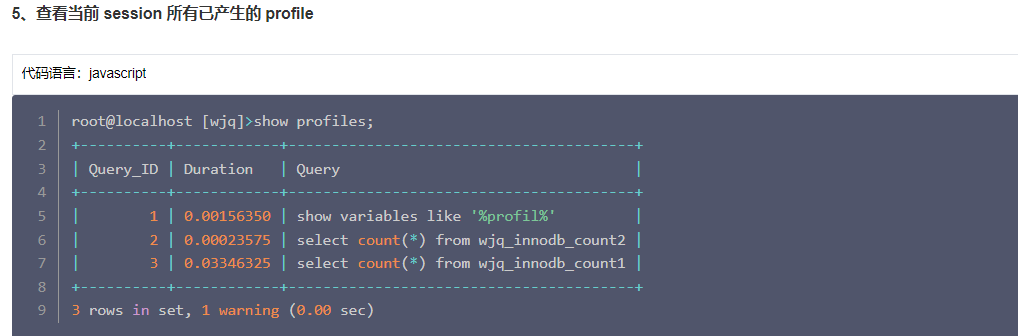 5、查看当前 session 所有已产生的 profile
代码语言：javascript
1 root@localhost [wjq]>show profiles;
2 +----------+------------+----------------------------------------+
3 | Query_ID | Duration   | Query                                  |
4 +----------+------------+----------------------------------------+
5 |        1 | 0.00156350 | show variables like '%profil%'         |
6 |        2 | 0.00023575 | select count(*) from wjq_innodb_count2 |
7 |        3 | 0.03346325 | select count(*) from wjq_innodb_count1 |
8 +----------+------------+----------------------------------------+
9 3 rows in set, 1 warning (0.00 sec)